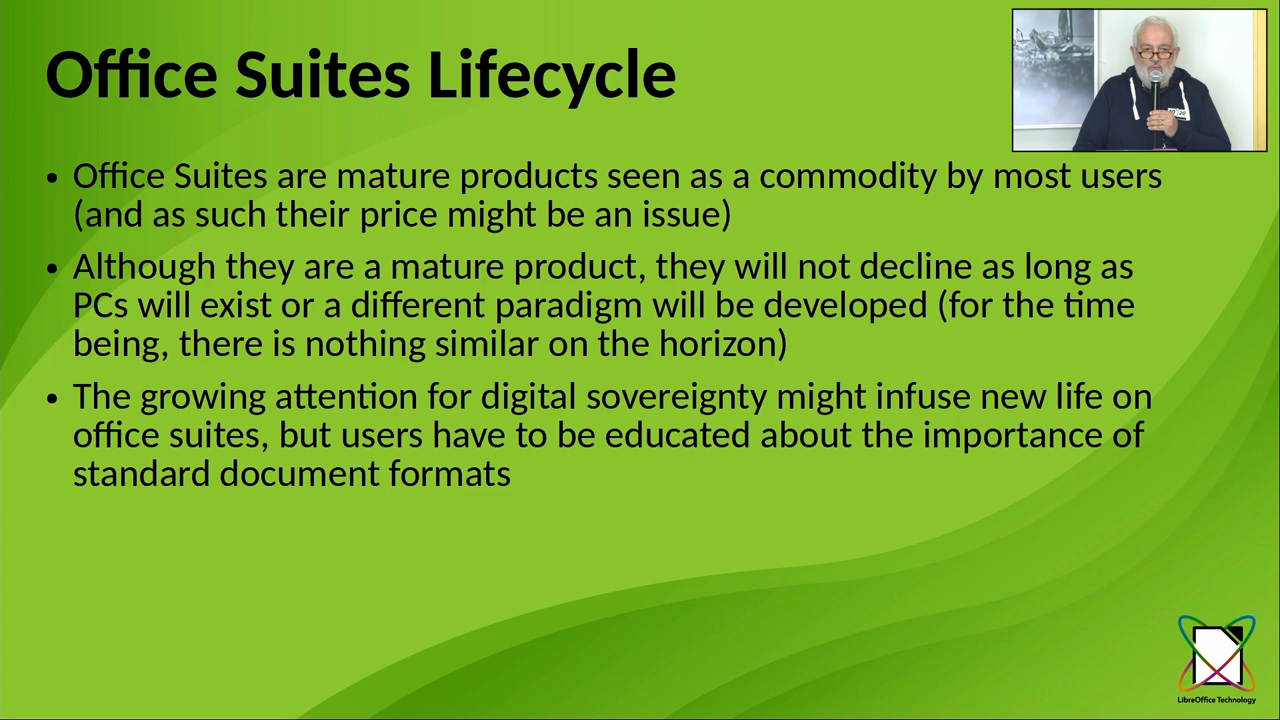 Office Suites Lifecycle
• Office Suites are mature products seen as a commodity by most users
(and as such their price might be an issue)
• Although they are a mature product, they will not decline as long as
PCs will exist or a different paradigm will be developed (for the time
being, there is nothing similar on the horizon)
• The growing attention for digital sovereignty might infuse new life on
office suites, but users have to be educated about the importance of
standard document formats
LibreOffice Technology